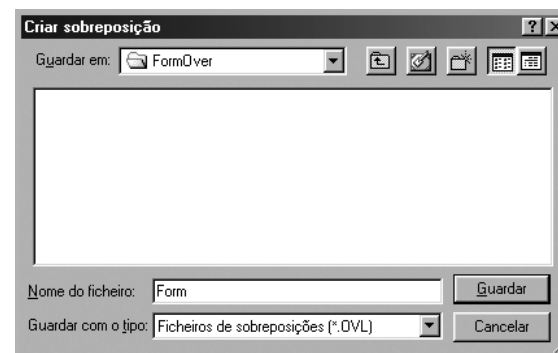 Criar sobreposição
Guardar em: FormOver
Nome do ficheiro: Form Guardar
Guardar com o tipo: Ficheiros de sobreposições (*.OVL) Cancelar